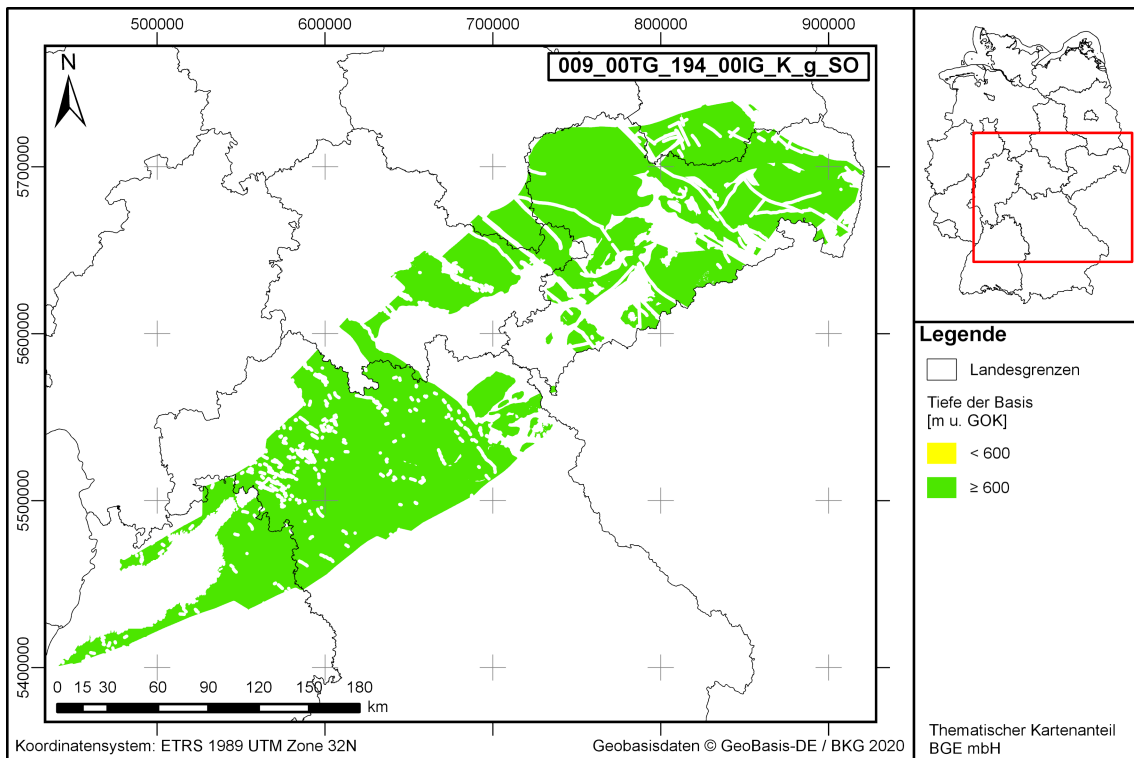 500000 600000 700000 800000 900000
009_00TG_194_00IG_K_g_SO
N
5700000
5600000
5500000
5400000
0 15 30 60 90 120 150 180
km
Koordinatensystem: ETRS 1989 UTM Zone 32N
Geobasisdaten © GeoBasis-DE / BKG 2020
Legende
Landesgrenzen
Tiefe der Basis
[m u. GOK]
< 600
≥ 600
Thematischer Kartenanteil
BGE mbH